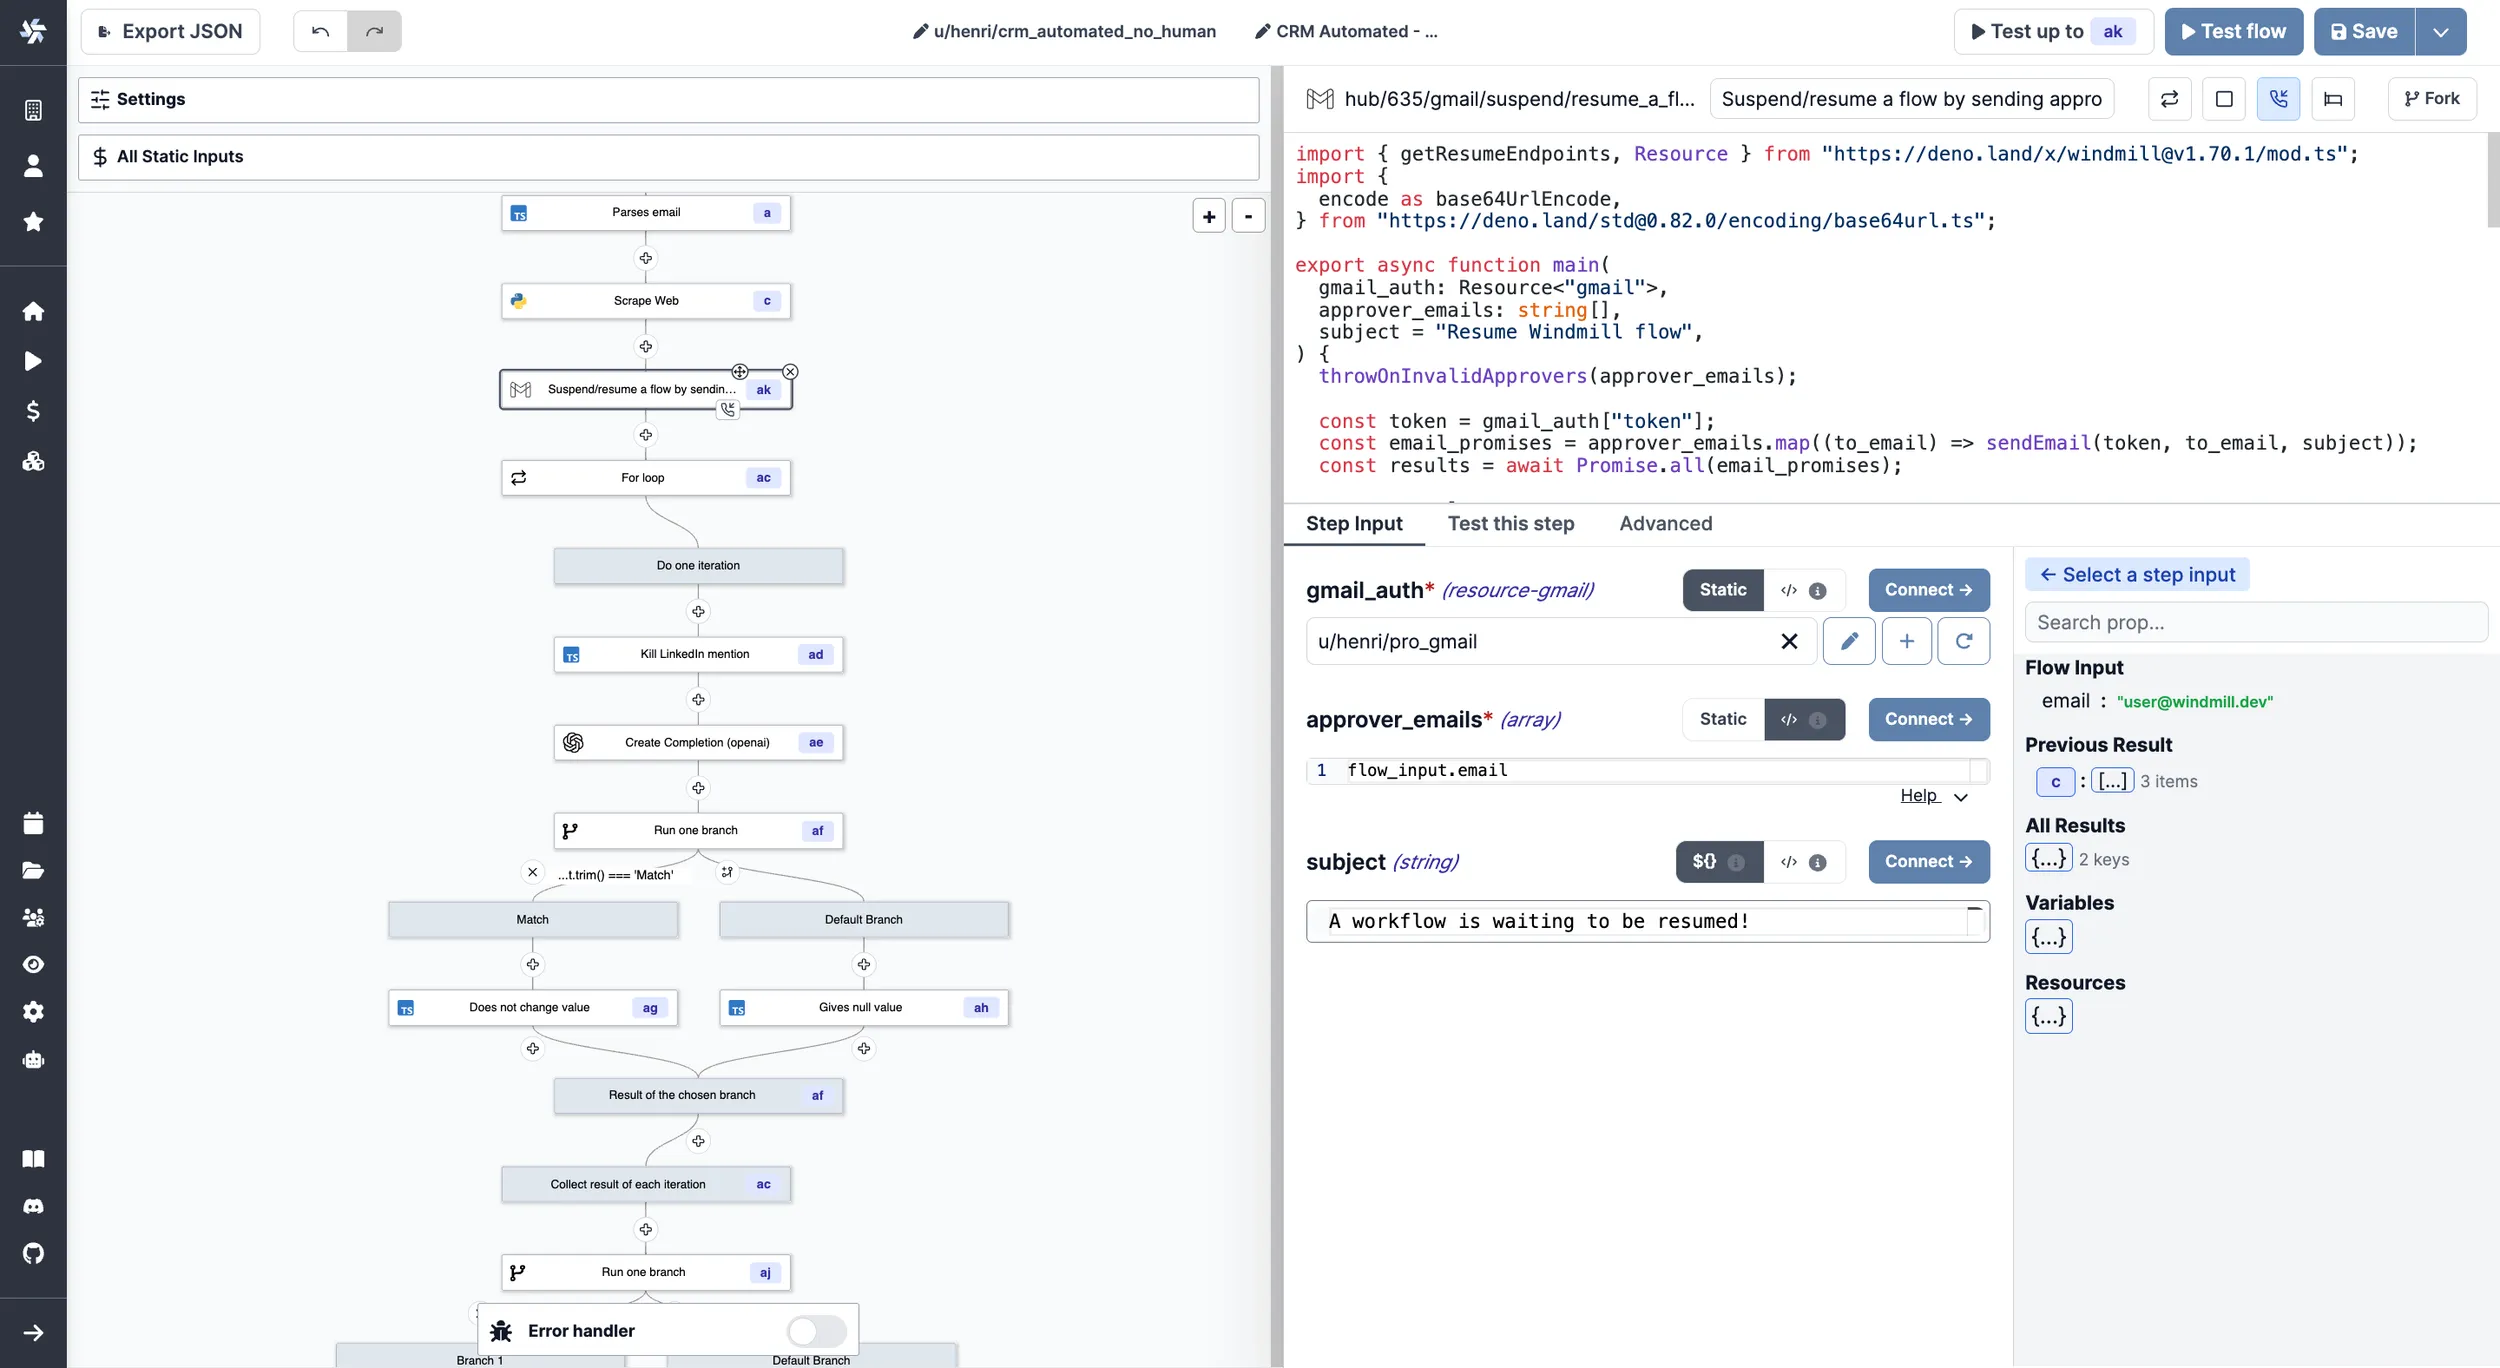 Export JSON
u/henri/crm_automated_no_human
CRM Automated - ...
Test up to ak
Test flow
Save
Settings
All Static Inputs
+
-
TS Parses email a
Scrape Web c
Suspend/resume a flow by sendin... ak
For loop ac
Do one iteration
TS Kill LinkedIn mention ad
Create Completion (openai) ae
Run one branch af
...t.trim() === 'Match'
Match
Default Branch
TS Does not change value ag
TS Gives null value ah
Result of the chosen branch af
Collect result of each iteration ac
Run one branch aj
Error handler
Branch 1
Default Branch
hub/635/gmail/suspend/resume_a_fl...
Suspend/resume a flow by sending appro
Fork
import { getResumeEndpoints, Resource } from "https://deno.land/x/windmill@v1.70.1/mod.ts";
import {
encode as base64UrlEncode,
} from "https://deno.land/std@0.82.0/encoding/base64url.ts";
export async function main(
gmail_auth: Resource<"gmail">,
approver_emails: string[],
subject = "Resume Windmill flow",
) {
throwOnInvalidApprovers(approver_emails);
const token = gmail_auth["token"];
const email_promises = approver_emails.map((to_email) => sendEmail(token, to_email, subject));
const results = await Promise.all(email_promises);
Step Input
Test this step
Advanced
gmail_auth* (resource-gmail)
Static </>
Connect →
u/henri/pro_gmail
approver_emails* (array)
Static </>
Connect →
1 flow_input.email
Help
subject (string)
${} </>
Connect →
A workflow is waiting to be resumed!
← Select a step input
Search prop...
Flow Input
email : "user@windmill.dev"
Previous Result
c : [...] 3 items
All Results
{...} 2 keys
Variables
{...}
Resources
{...}